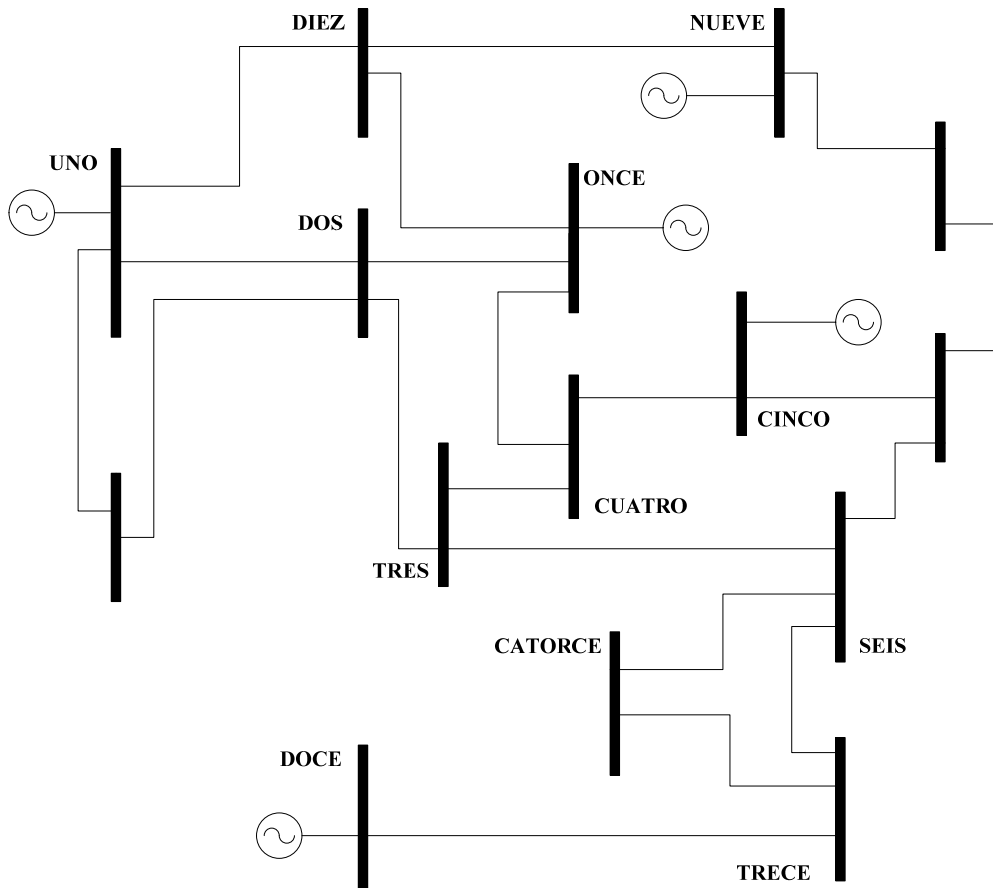 DIEZ
NUEVE
UNO
ONCE
DOS
CINCO
CUATRO
TRES
CATORCE
SEIS
DOCE
TRECE